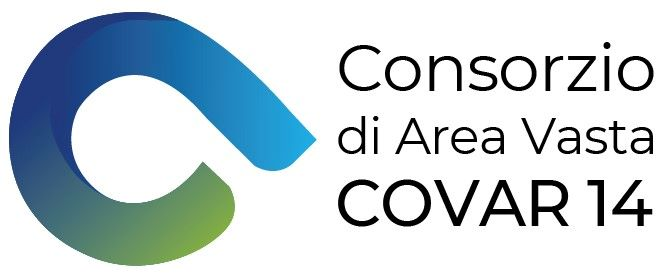 Consorzio
di Area Vasta
COVAR 14